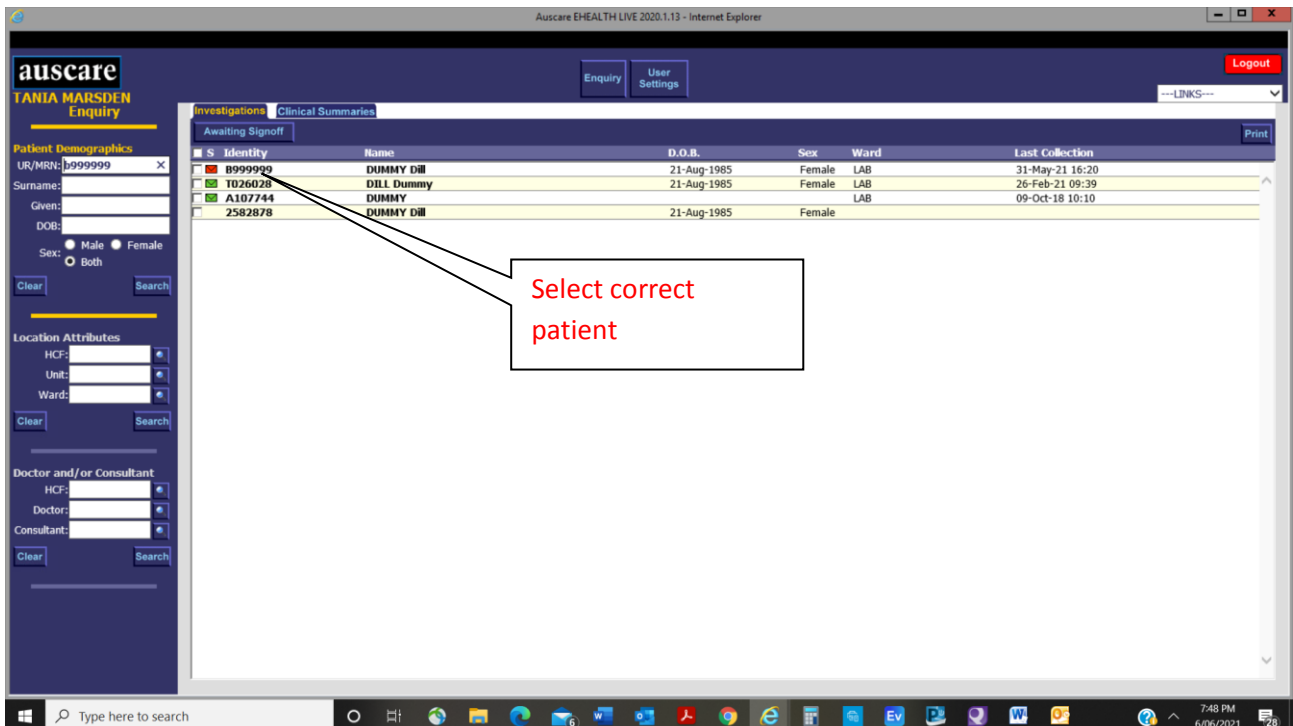 Auscare EHEALTH LIVE 2020.1.13 - Internet Explorer
auscare
Enquiry
User Settings
Logout
TANIA MARSDEN
Enquiry
---LINKS---
Investigations Clinical Summaries
Awaiting Signoff
Print
Patient Demographics
UR/MRN: b999999
Surname:
Given:
DOB:
Sex: Male Female
Both
Clear Search
S Identity Name D.O.B. Sex Ward Last Collection
B999999 DUMMY Dill 21-Aug-1985 Female LAB 31-May-21 16:20
T026028 DILL Dummy 21-Aug-1985 Female LAB 26-Feb-21 09:39
A107744 DUMMY LAB 09-Oct-18 10:10
2582878 DUMMY Dill 21-Aug-1985 Female
Select correct
patient
Location Attributes
HCF:
Unit:
Ward:
Clear Search
Doctor and/or Consultant
HCF:
Doctor:
Consultant:
Clear Search
Type here to search
6
Ev
7:48 PM
6/06/2021
28